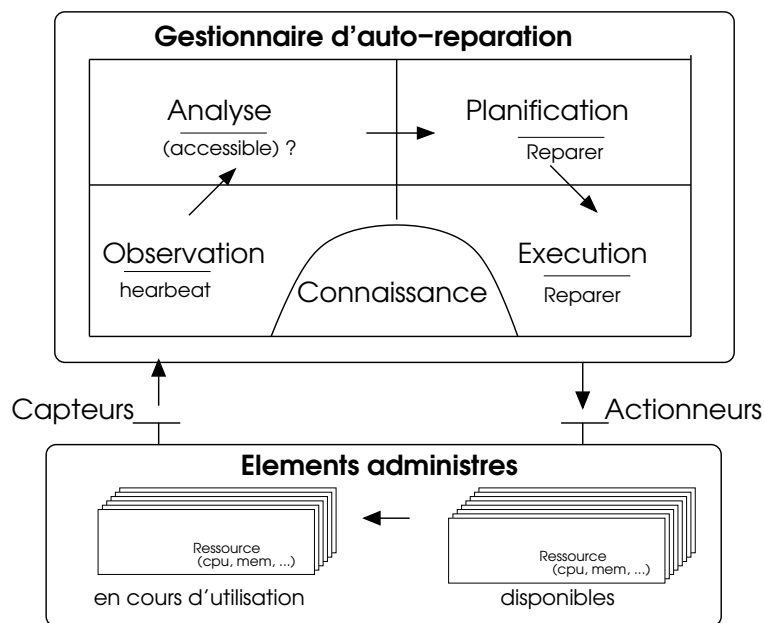 Gestionnaire d'auto-reparation
Analyse
(accessible) ?
Planification
Reparer
Observation
hearbeat
Connaissance
Execution
Reparer
Capteurs
Actionneurs
Elements administres
Ressource
(cpu, mem, ...)
en cours d'utilisation
Ressource
(cpu, mem, ...)
disponibles